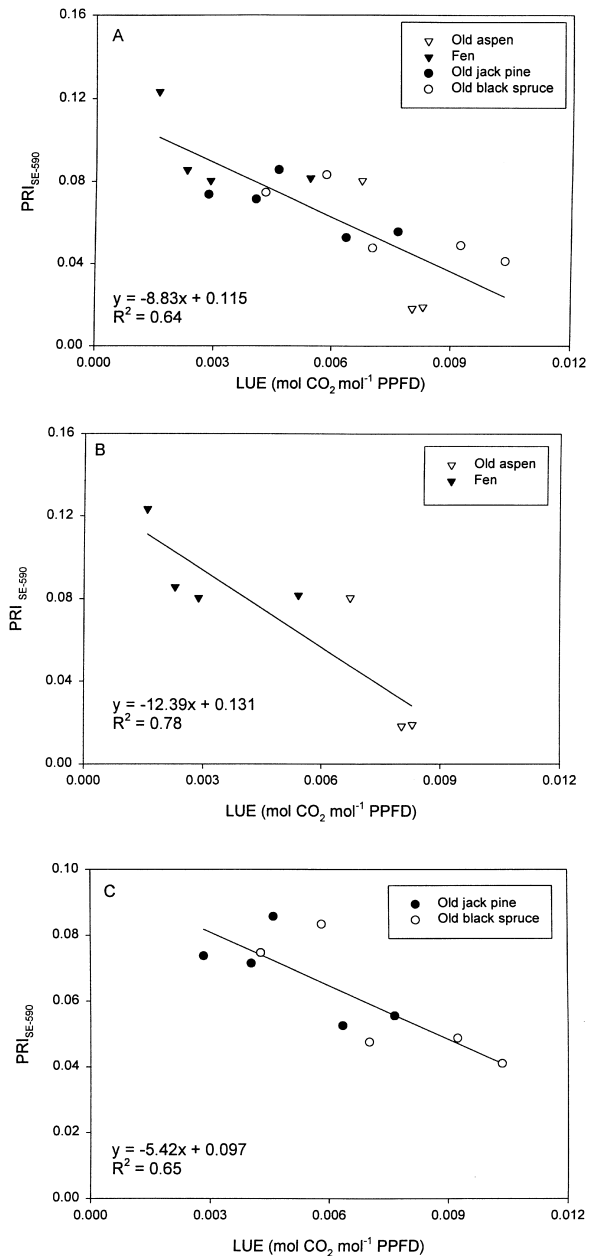 A
Old aspen
Fen
Old jack pine
Old black spruce
0.16
0.12
0.08
0.04
0.00
PRI_SE-590
y = -8.83x + 0.115
R² = 0.64
0.000 0.003 0.006 0.009 0.012
LUE (mol CO₂ mol⁻¹ PPFD)
B
Old aspen
Fen
0.16
0.12
0.08
0.04
0.00
PRI SE-590
y = -12.39x + 0.131
R² = 0.78
0.000 0.003 0.006 0.009 0.012
LUE (mol CO₂ mol⁻¹ PPFD)
C
Old jack pine
Old black spruce
0.10
0.08
0.06
0.04
0.02
0.00
PRI_SE-590
y = -5.42x + 0.097
R² = 0.65
0.000 0.003 0.006 0.009 0.012
LUE (mol CO₂ mol⁻¹ PPFD)